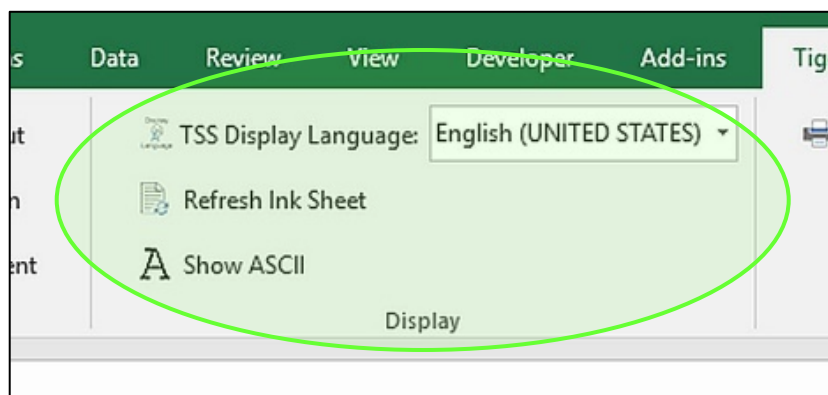 s Data Review View Developer Add-ins Tig
ut TSS Display Language: English (UNITED STATES)
n Refresh Ink Sheet
ent A Show ASCII
Display